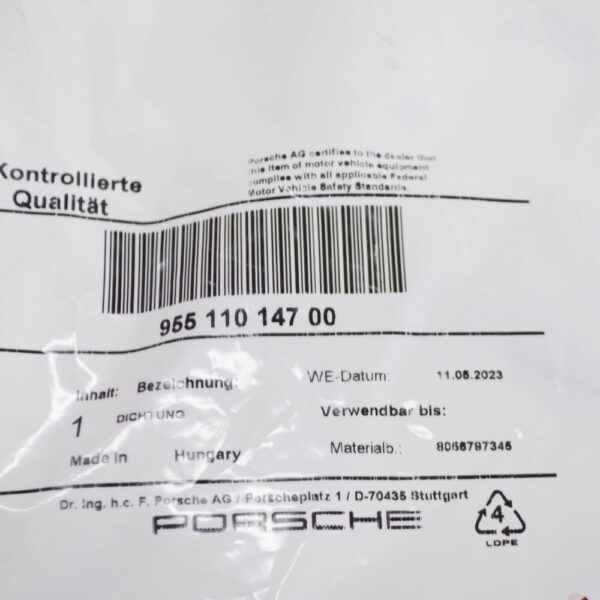 Kontrollierte
Qualität
Porsche AG certifies to the dealer that
this item of motor vehicle equipment
complies with all applicable Federal
Motor Vehicle Safety Standards.
955 110 147 00
Inhalt: Bezeichnung:
WE-Datum: 11.05.2023
1 DICHTUNG
Verwendbar bis:
Made in Hungary
Materialb.: 8066797345
Dr. Ing. h.c. F. Porsche AG / Porscheplatz 1 / D-70435 Stuttgart
PORSCHE
4
LDPE